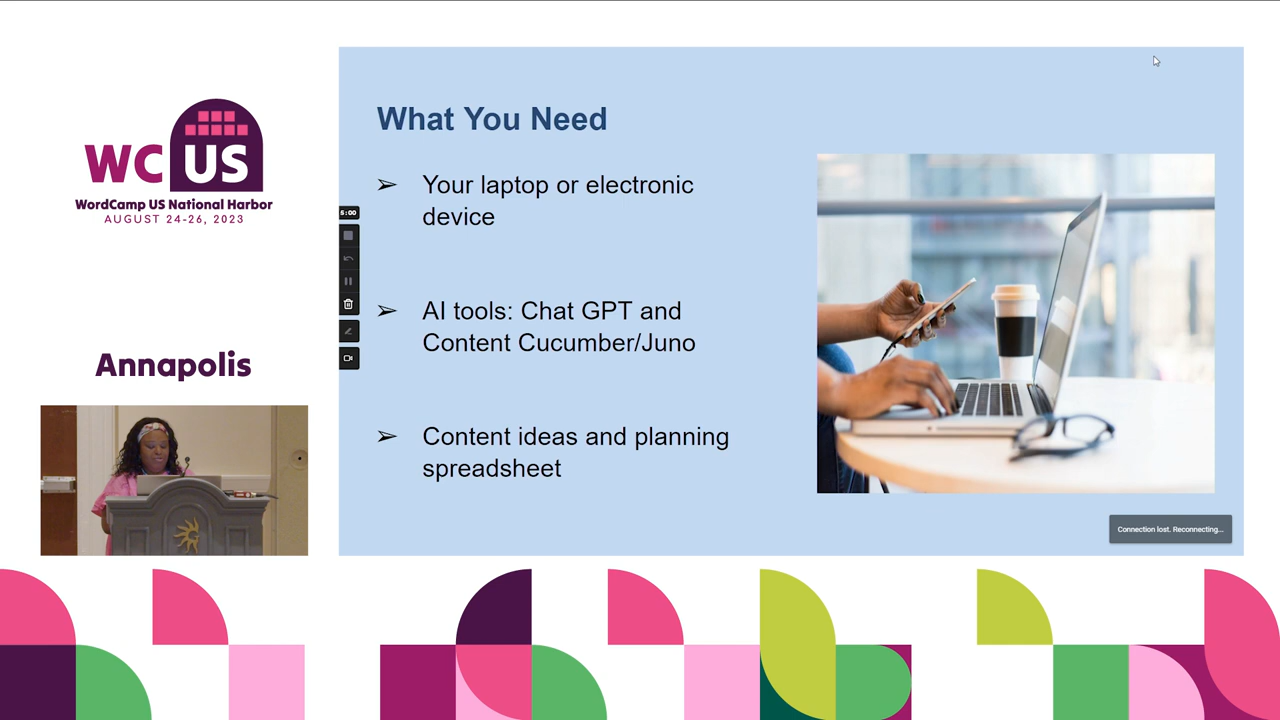 WC US
WordCamp US National Harbor
AUGUST 24-26, 2023
Annapolis
What You Need
➢ Your laptop or electronic
device
➢ AI tools: Chat GPT and
Content Cucumber/Juno
➢ Content ideas and planning
spreadsheet
5:00
Connection lost. Reconnecting...